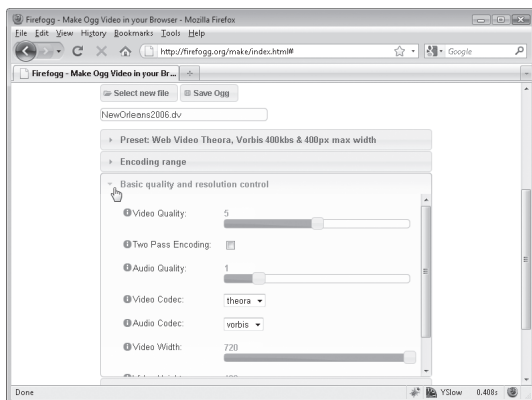 Firefogg - Make Ogg Video in your Browser - Mozilla Firefox
File Edit View History Bookmarks Tools Help
http://firefogg.org/make/index.html#
Google
Firefogg - Make Ogg Video in your Br...
Select new file Save Ogg
NewOrleans2006.dv
Preset: Web Video Theora, Vorbis 400kbs & 400px max width
Encoding range
Basic quality and resolution control
Video Quality: 5
Two Pass Encoding:
Audio Quality: 1
Video Codec: theora
Audio Codec: vorbis
Video Width: 720
Done YSlow 0.408s